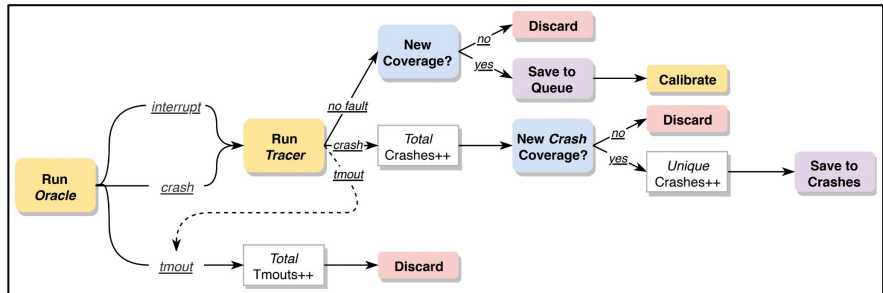 Run
Oracle
interrupt
crash
tmout
Run
Tracer
no fault
crash
tmout
New
Coverage?
no
Discard
yes
Save to
Queue
Calibrate
Total
Crashes++
New Crash
Coverage?
no
Discard
yes
Unique
Crashes++
Save to
Crashes
Total
Tmouts++
Discard